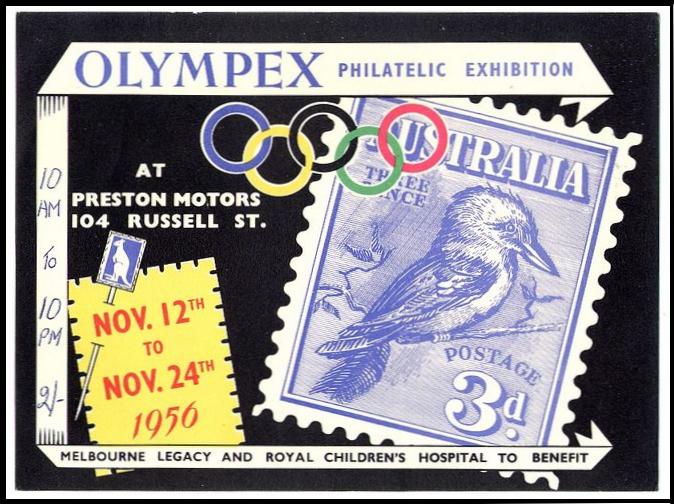 OLYMPEX PHILATELIC EXHIBITION
AT
PRESTON MOTORS
104 RUSSELL ST.
10
AM
To
10
PM
2/-
NOV. 12TH
TO
NOV. 24TH
1956
AUSTRALIA
THREE
PENCE
POSTAGE
3d.
MELBOURNE LEGACY AND ROYAL CHILDREN'S HOSPITAL TO BENEFIT